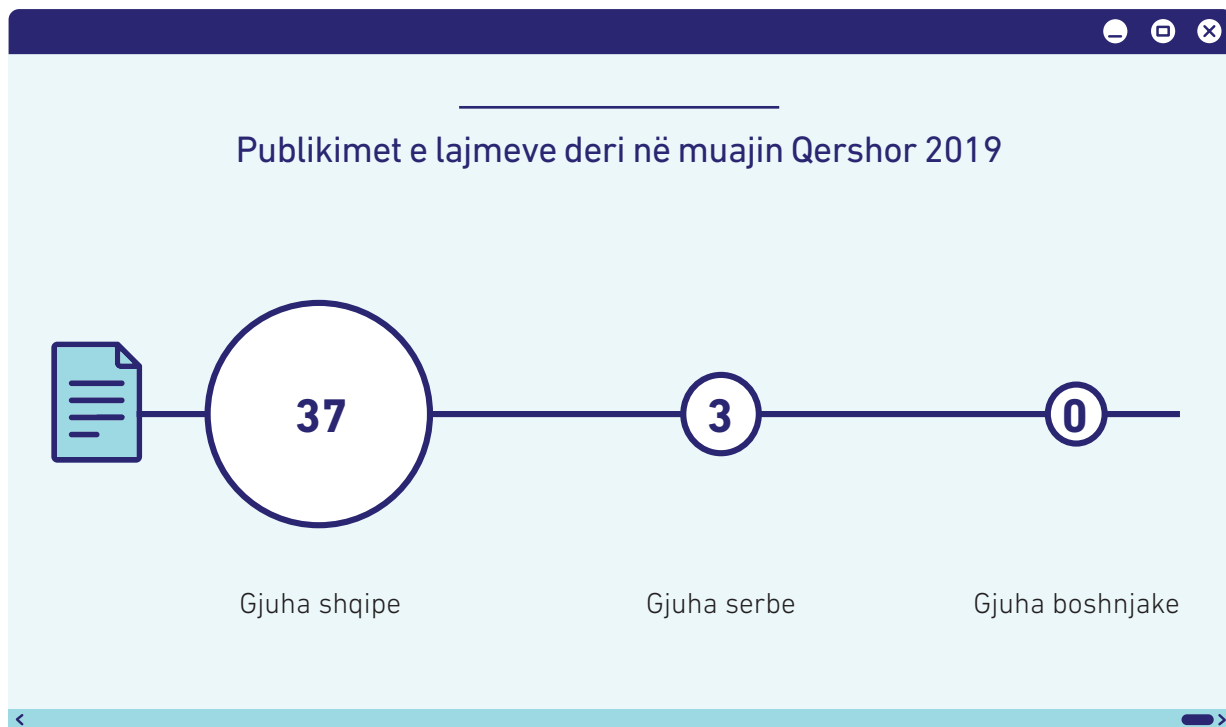 Publikimet e lajmeve deri në muajin Qershor 2019
37
3
0
Gjuha shqipe
Gjuha serbe
Gjuha boshnjake